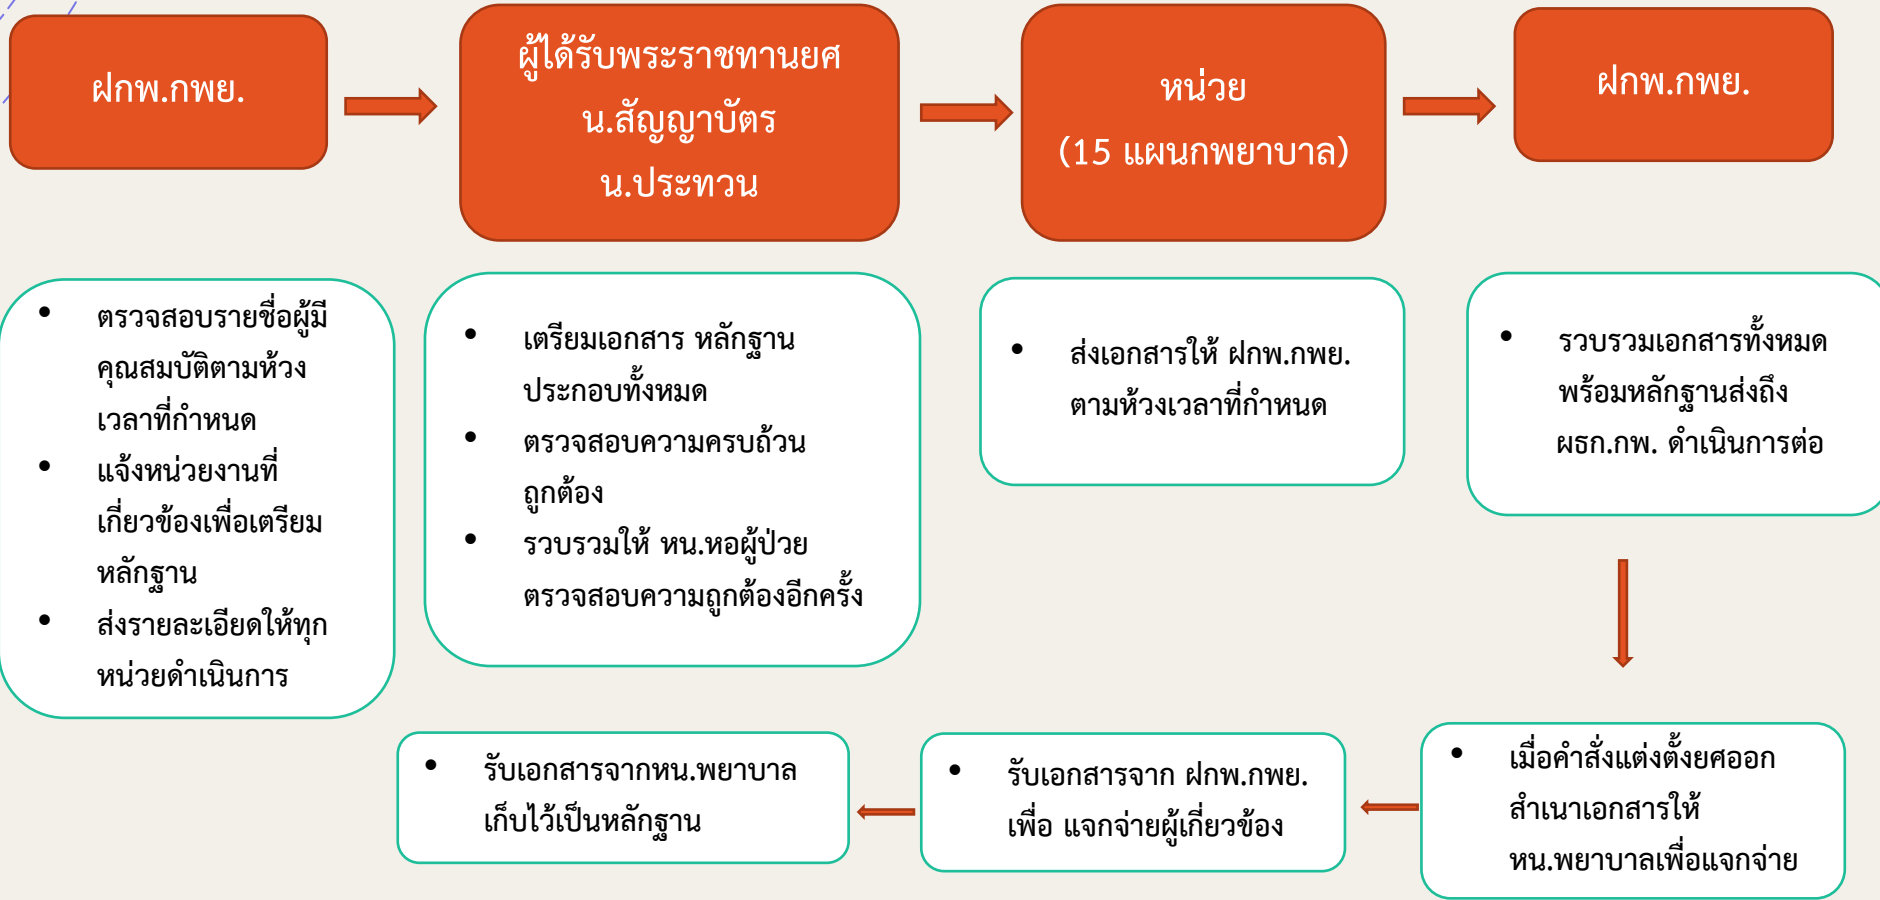 ฝกพ.กพย.
ผู้ได้รับพระราชทานยศ
น.สัญญาบัตร
น.ประทวน
หน่วย
(15 แผนกพยาบาล)
ฝกพ.กพย.
• ตรวจสอบรายชื่อผู้มี
คุณสมบัติตามห้วง
เวลาที่กำหนด
• แจ้งหน่วยงานที่
เกี่ยวข้องเพื่อเตรียม
หลักฐาน
• ส่งรายละเอียดให้ทุก
หน่วยดำเนินการ
• เตรียมเอกสาร หลักฐาน
ประกอบทั้งหมด
• ตรวจสอบความครบถ้วน
ถูกต้อง
• รวบรวมให้ หน.หอผู้ป่วย
ตรวจสอบความถูกต้องอีกครั้ง
• ส่งเอกสารให้ ฝกพ.กพย.
ตามห้วงเวลาที่กำหนด
• รวบรวมเอกสารทั้งหมด
พร้อมหลักฐานส่งถึง
ผธก.กพ. ดำเนินการต่อ
• เมื่อคำสั่งแต่งตั้งยศออก
สำเนาเอกสารให้
หน.พยาบาลเพื่อแจกจ่าย
• รับเอกสารจาก ฝกพ.กพย.
เพื่อ แจกจ่ายผู้เกี่ยวข้อง
• รับเอกสารจากหน.พยาบาล
เก็บไว้เป็นหลักฐาน